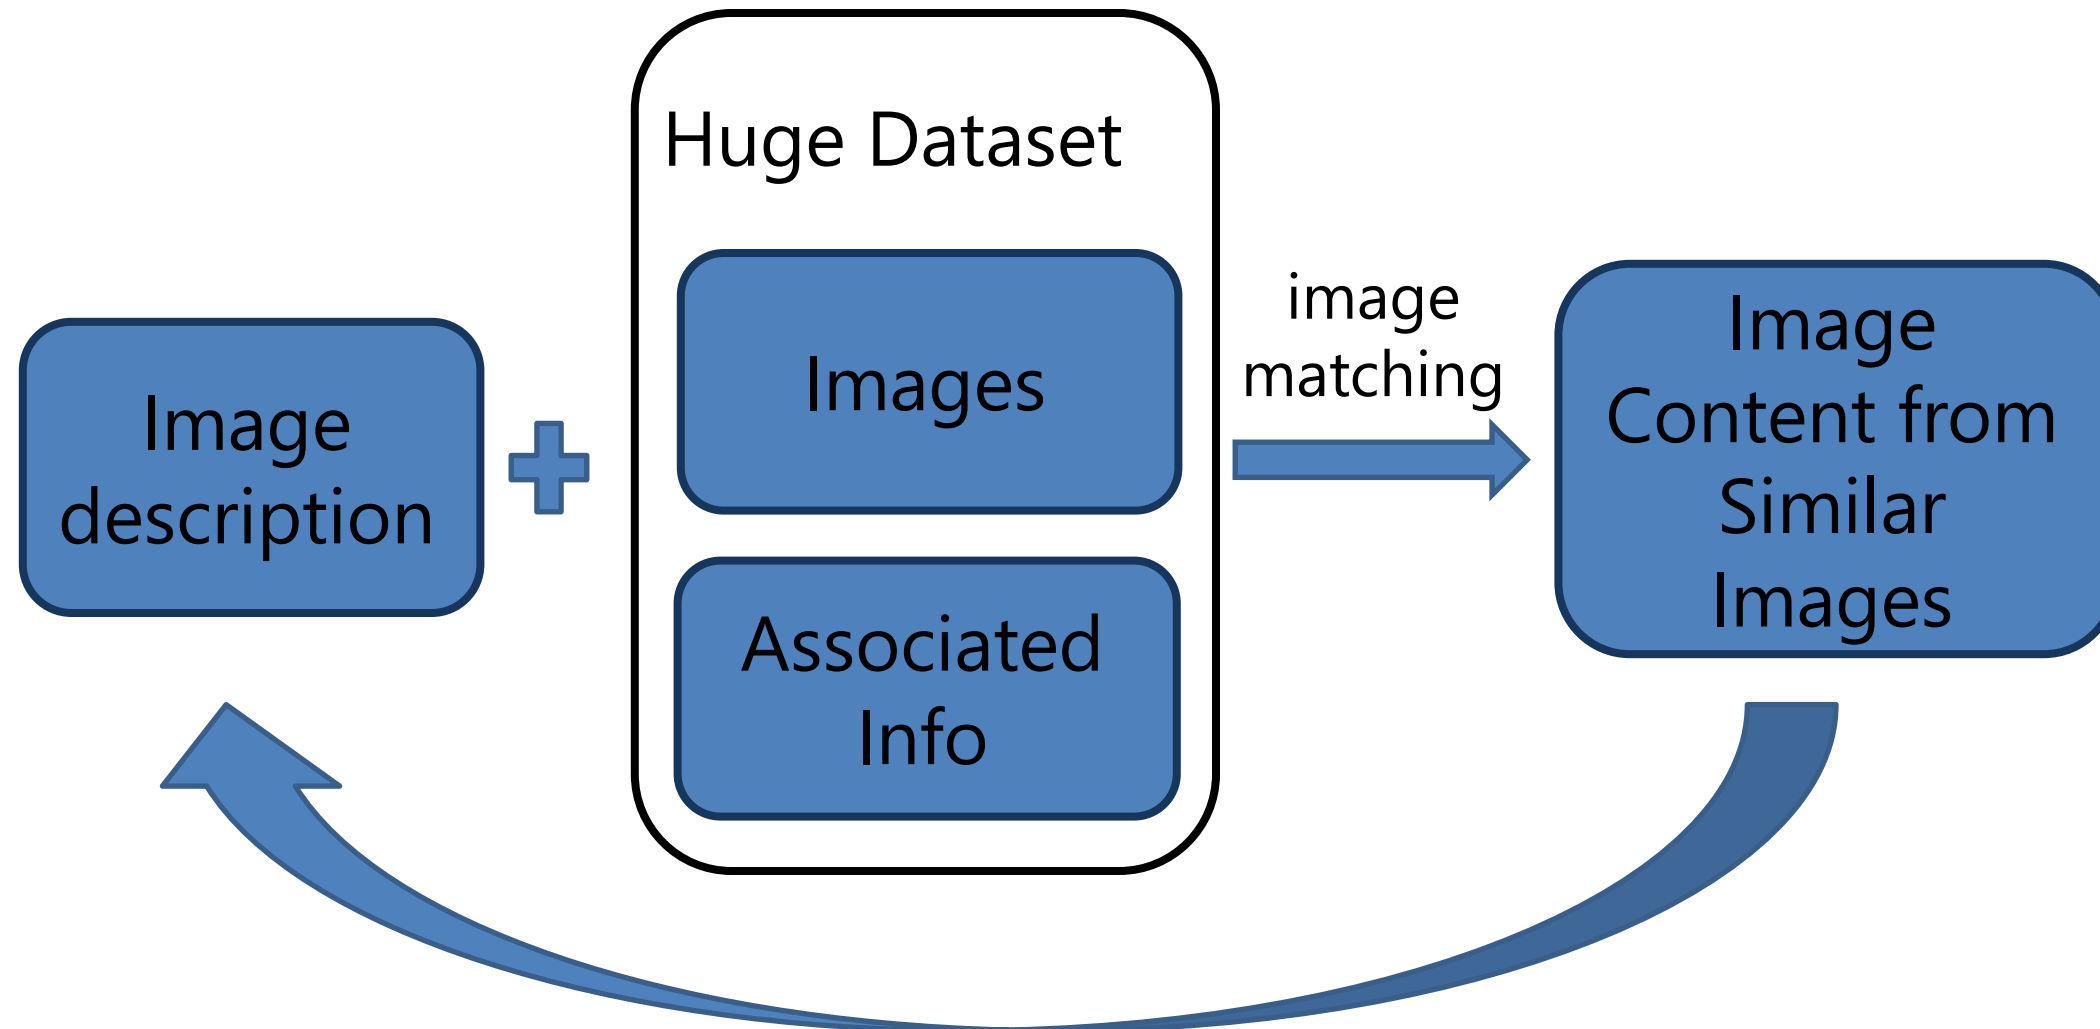 Huge Dataset
Image
description
Images
Associated
Info
image
matching
Image
Content from
Similar
Images